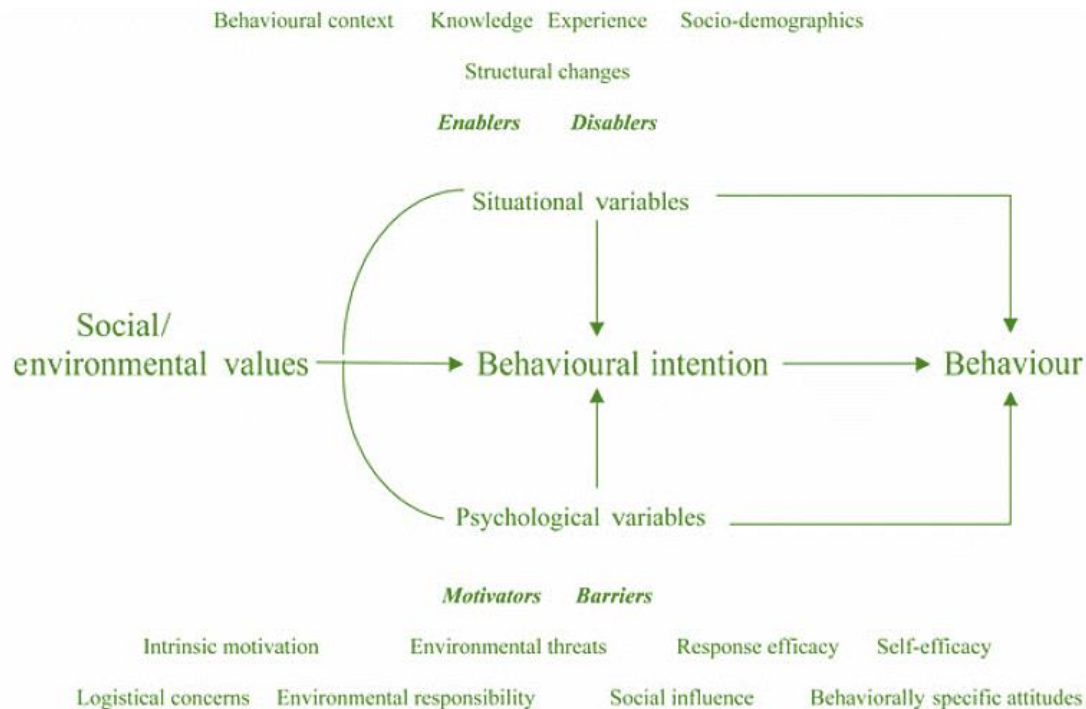 Behavioural context Knowledge Experience Socio-demographics
Structural changes
Enablers Disablers
Situational variables
Social/
environmental values Behavioural intention Behaviour
Psychological variables
Motivators Barriers
Intrinsic motivation Environmental threats Response efficacy Self-efficacy
Logistical concerns Environmental responsibility Social influence Behaviorally specific attitudes